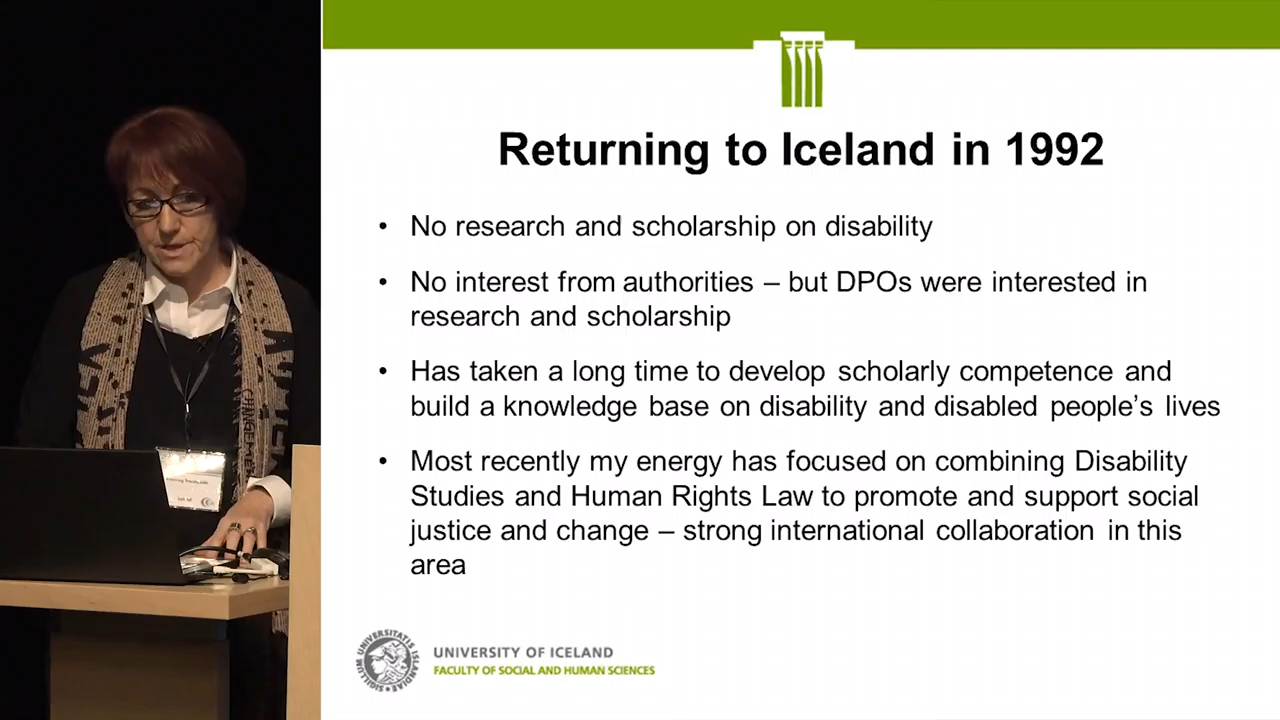 Returning to Iceland in 1992
• No research and scholarship on disability
• No interest from authorities – but DPOs were interested in
research and scholarship
• Has taken a long time to develop scholarly competence and
build a knowledge base on disability and disabled people’s lives
• Most recently my energy has focused on combining Disability
Studies and Human Rights Law to promote and support social
justice and change – strong international collaboration in this
area
SIGILLUM UNIVERSITATIS ISLANDIAE
UNIVERSITY OF ICELAND
FACULTY OF SOCIAL AND HUMAN SCIENCES